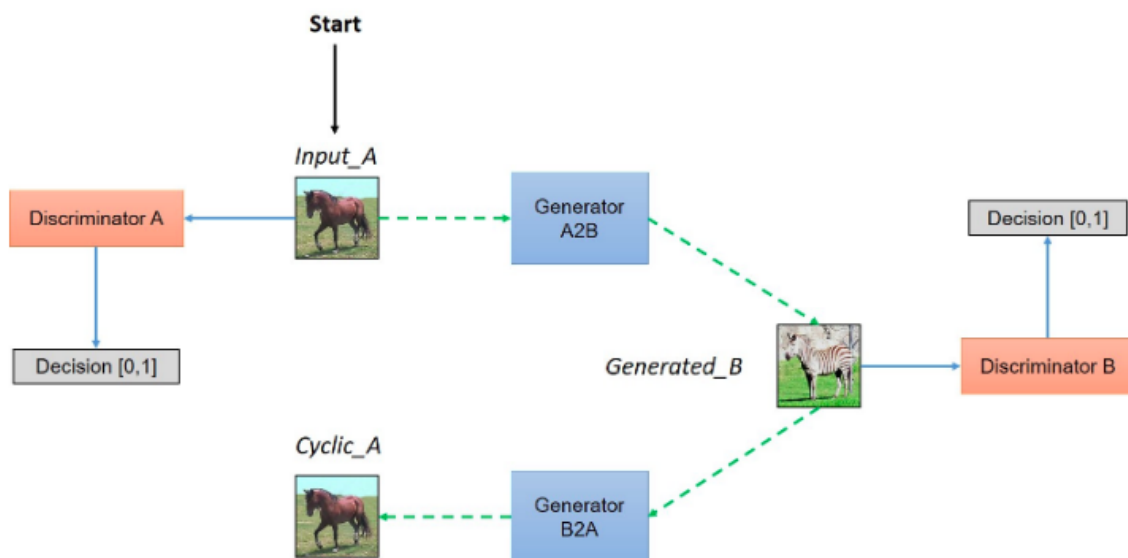 Start
Input_A
Discriminator A
Generator
A2B
Decision [0,1]
Decision [0,1]
Generated_B
Discriminator B
Cyclic_A
Generator
B2A